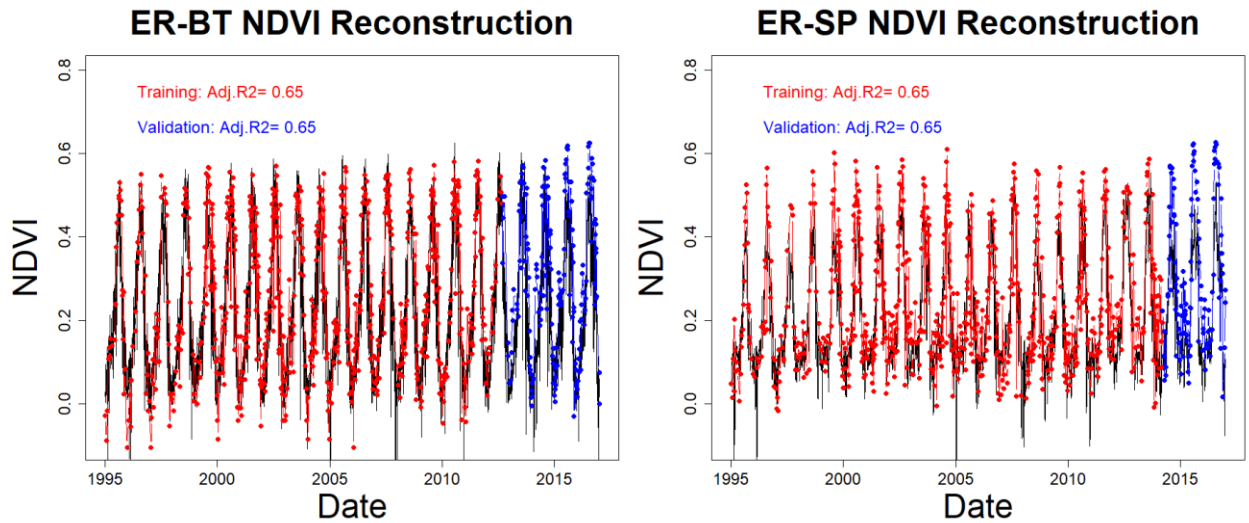 ER-BT NDVI Reconstruction
NDVI
0.8
0.6
0.4
0.2
0.0
Training: Adj.R2= 0.65
Validation: Adj.R2= 0.65
1995
2000
2005
2010
2015
Date
ER-SP NDVI Reconstruction
NDVI
0.8
0.6
0.4
0.2
0.0
Training: Adj.R2= 0.65
Validation: Adj.R2= 0.65
1995
2000
2005
2010
2015
Date